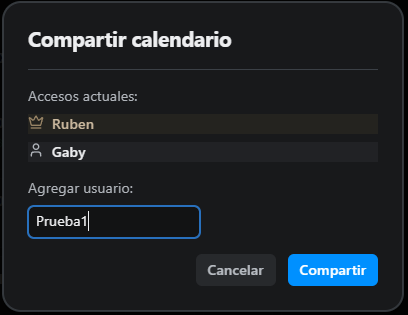 Compartir calendario
Accesos actuales:
Ruben
Gaby
Agregar usuario:
Prueba1
Cancelar Compartir